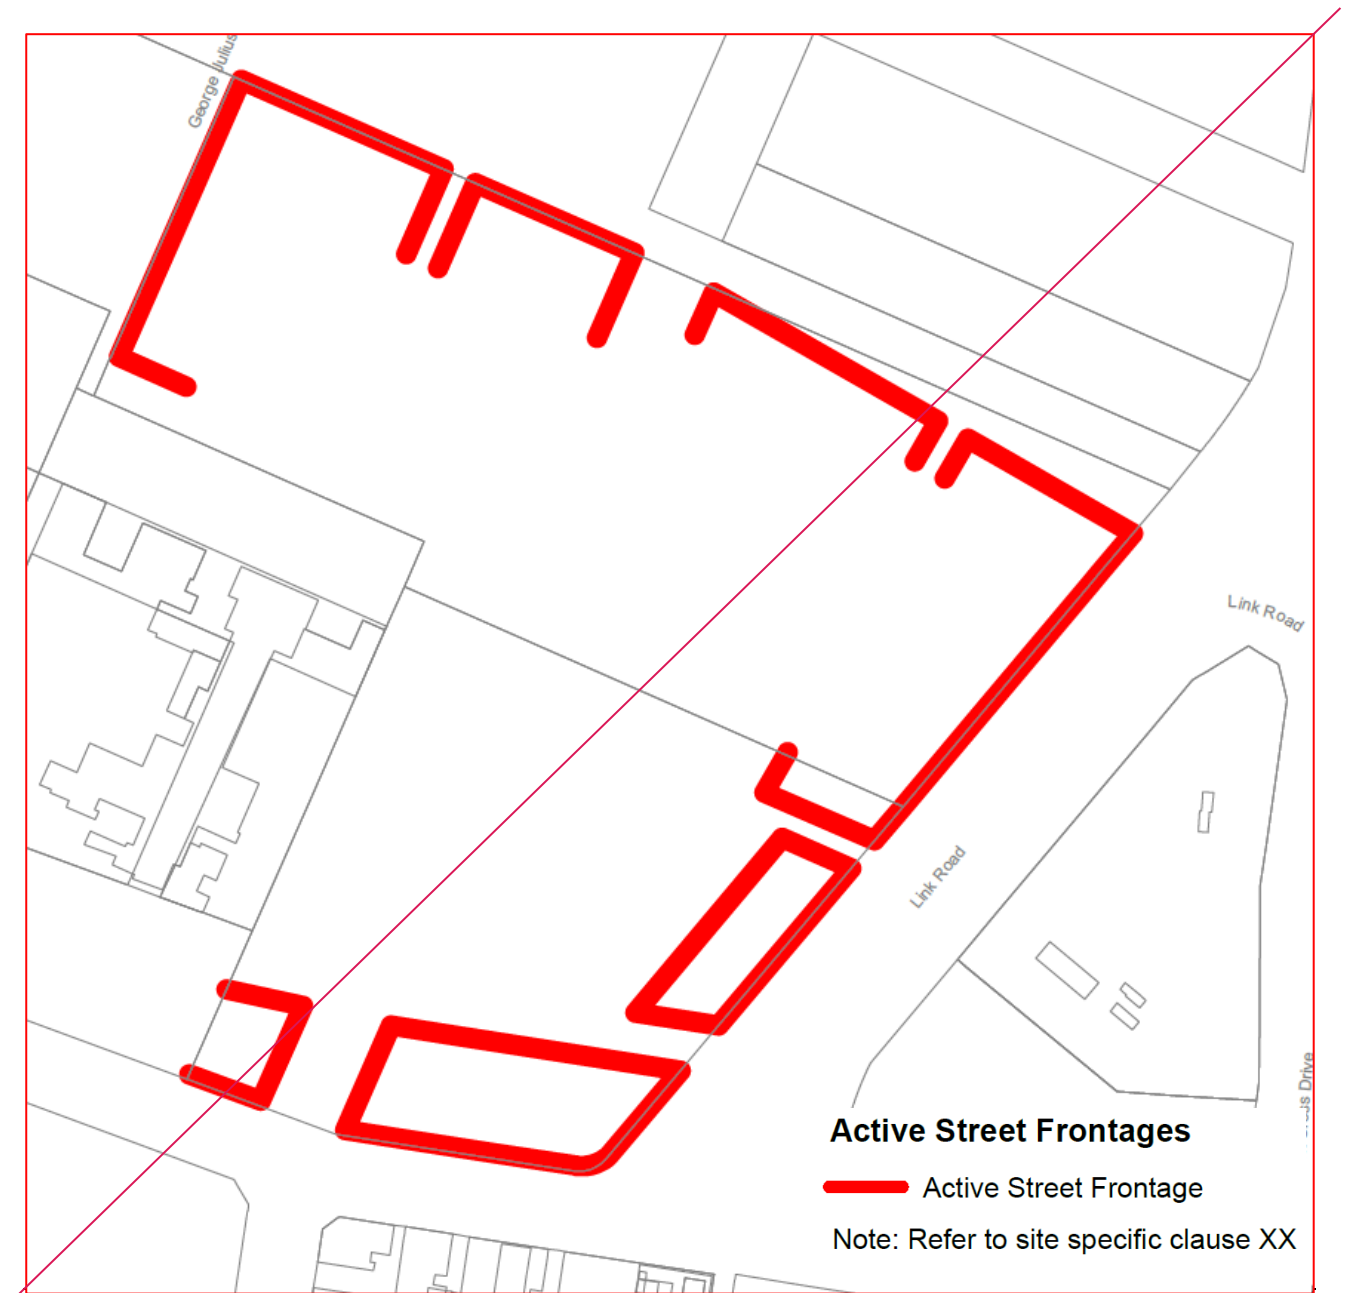 George Julius
Link Road
Link Road
Drive
Active Street Frontages
Active Street Frontage
Note: Refer to site specific clause XX